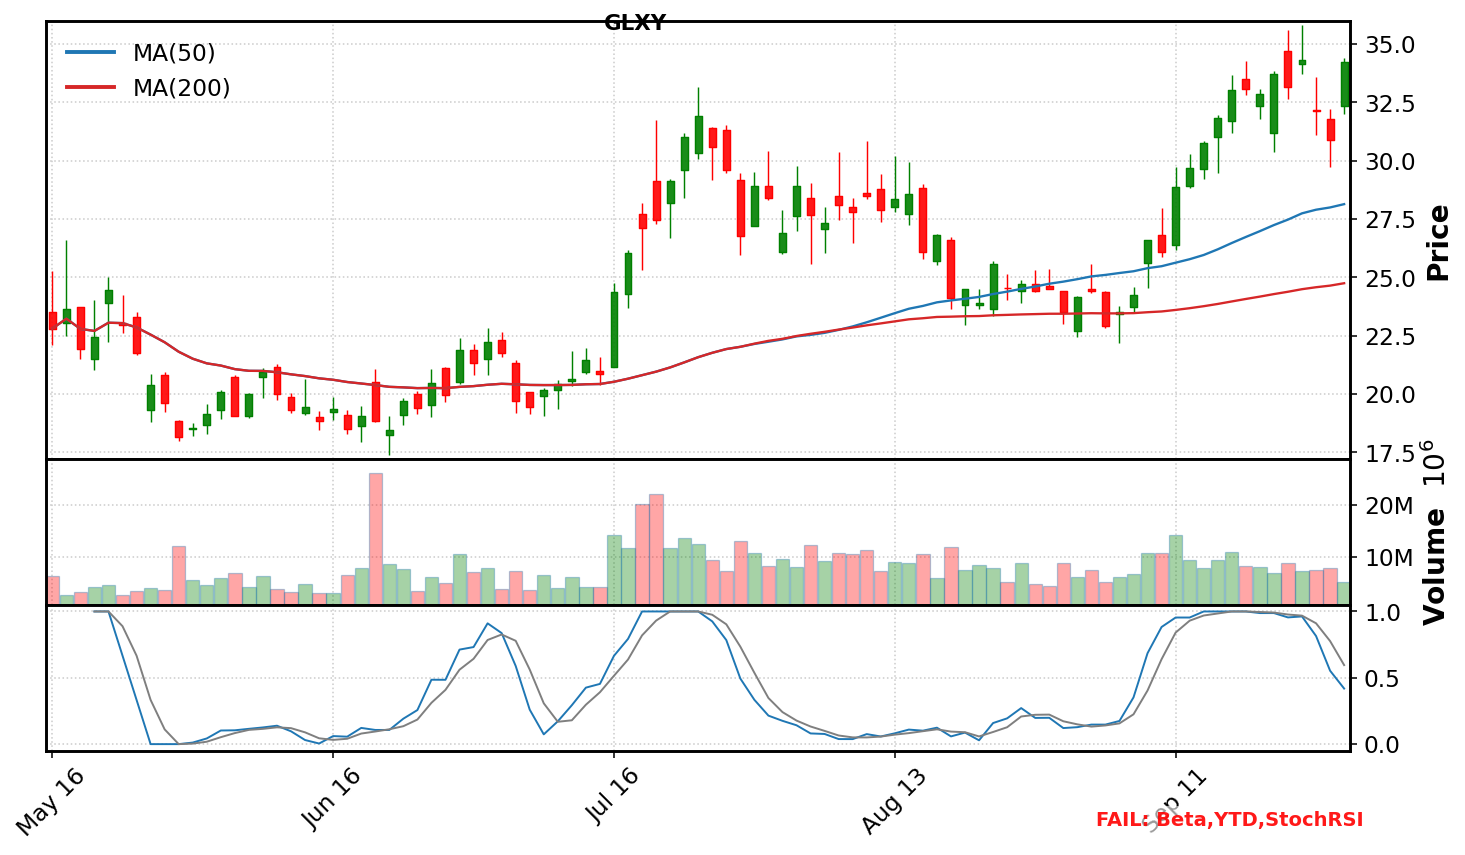 GLXY
MA(50)
MA(200)
35.0
32.5
30.0
27.5
25.0
22.5
20.0
17.5
Price
10^6
20M
10M
Volume
1.0
0.5
0.0
May 16
Jun 16
Jul 16
Aug 13
Sep 11
FAIL: Beta,YTD,StochRSI